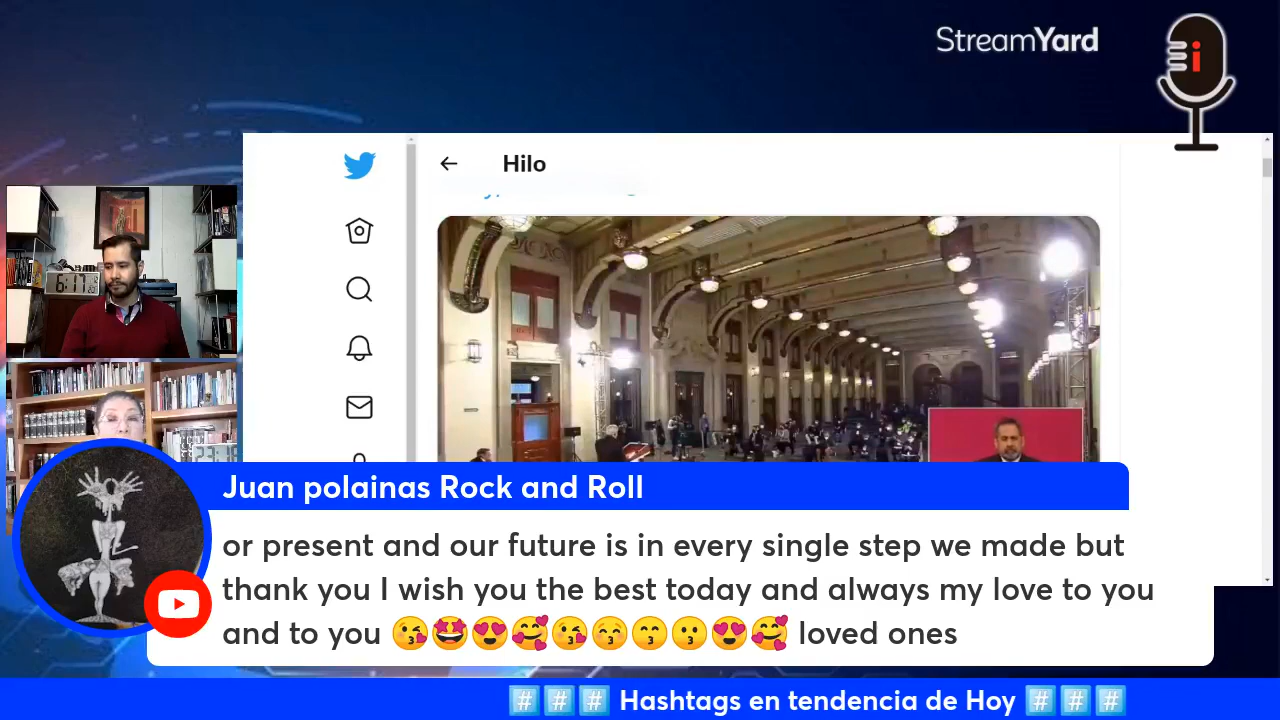 StreamYard
i
Hilo
6:17
Juan polainas Rock and Roll
or present and our future is in every single step we made but
thank you I wish you the best today and always my love to you
and to you 😘🤩😍🥰😘😚😙😗😍🥰 loved ones
#️⃣#️⃣#️⃣ Hashtags en tendencia de Hoy #️⃣#️⃣#️⃣